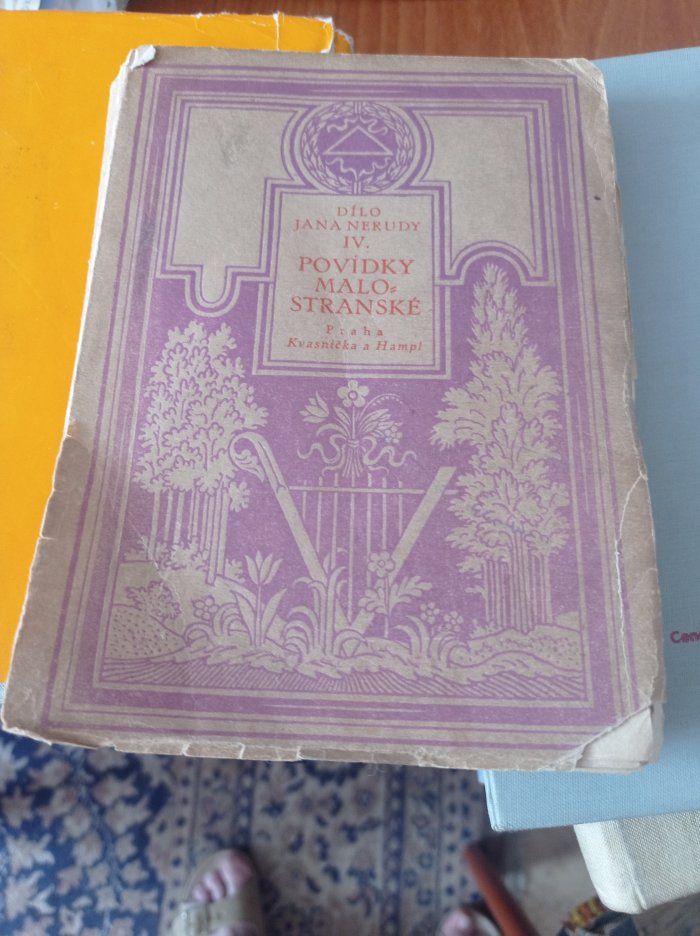 DÍLO
JANA NERUDY
IV.
POVÍDKY
MALO-
STRANSKÉ
Praha
Kvasnička a Hampl